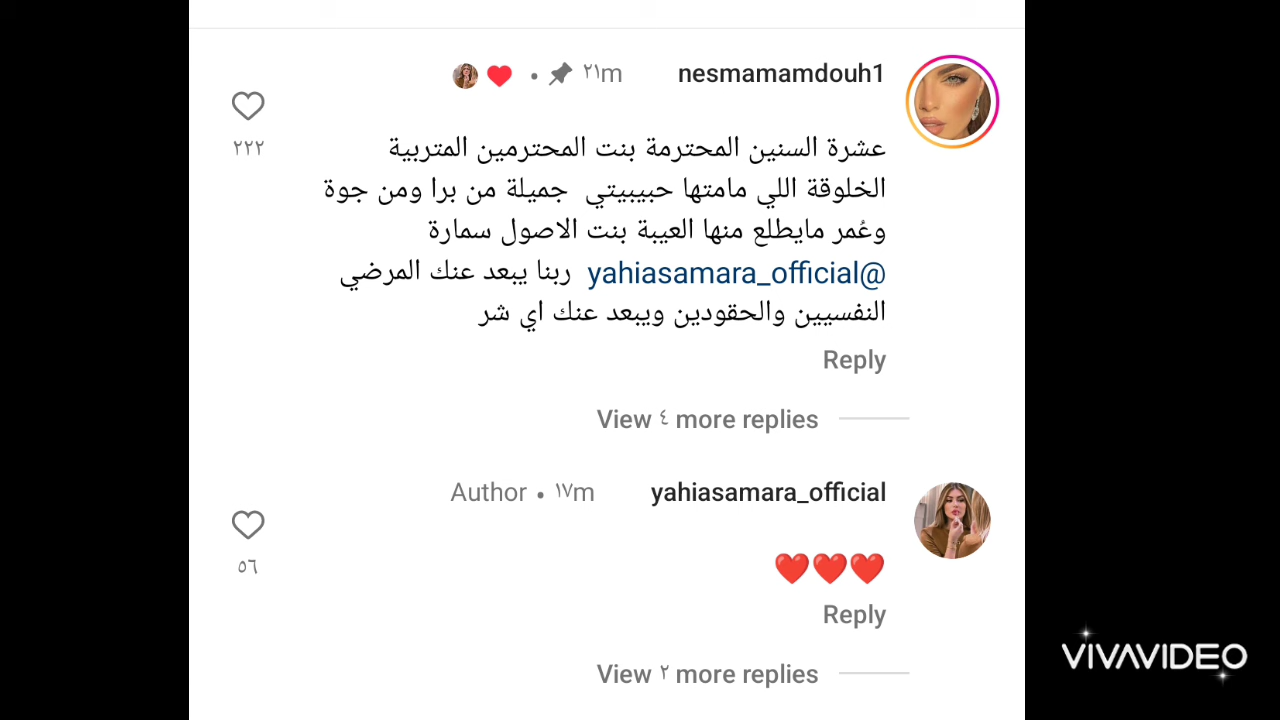 nesmamamdouh1 ٢١m
عشرة السنين المحترمة بنت المحترمين المتربية
الخلوقة اللي مامتها حبيبيتي جميلة من برا ومن جوة
وعُمر مايطلع منها العيبة بنت الاصول سمارة
@yahiasamara_official ربنا يبعد عنك المرضي
النفسيين والحقودين ويبعد عنك اي شر
٢٢٢
Reply
View ٤ more replies
yahiasamara_official ١٧m • Author
❤️❤️❤️
٥٦
Reply
View ٢ more replies
VIVAVIDEO